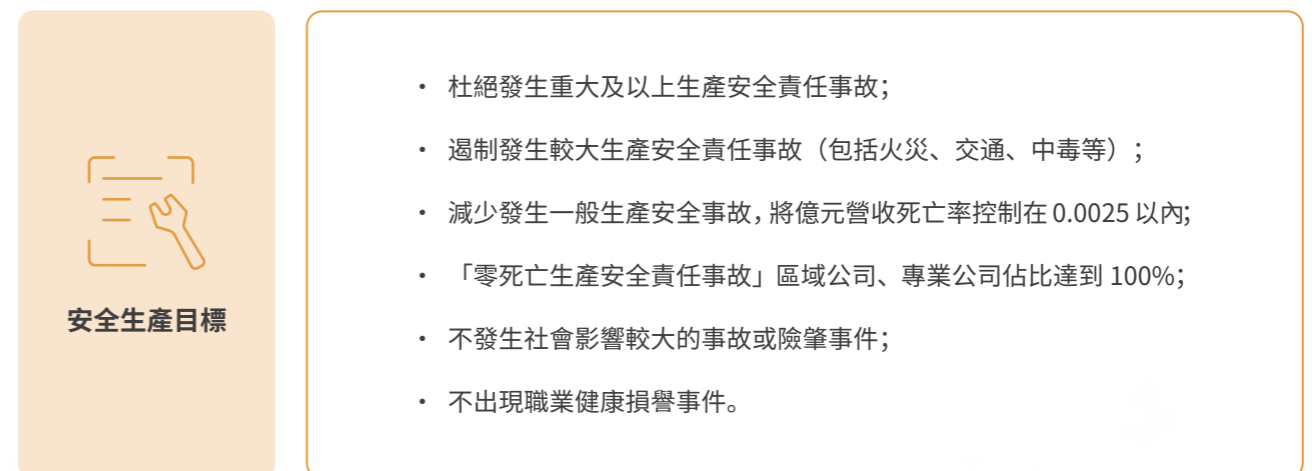 安全生產目標
• 杜絕發生重大及以上生產安全責任事故；
• 遏制發生較大生產安全責任事故（包括火災、交通、中毒等）；
• 減少發生一般生產安全事故，將億元營收死亡率控制在 0.0025 以內；
• 「零死亡生產安全責任事故」區域公司、專業公司佔比達到 100%；
• 不發生社會影響較大的事故或險肇事件；
• 不出現職業健康損譽事件。